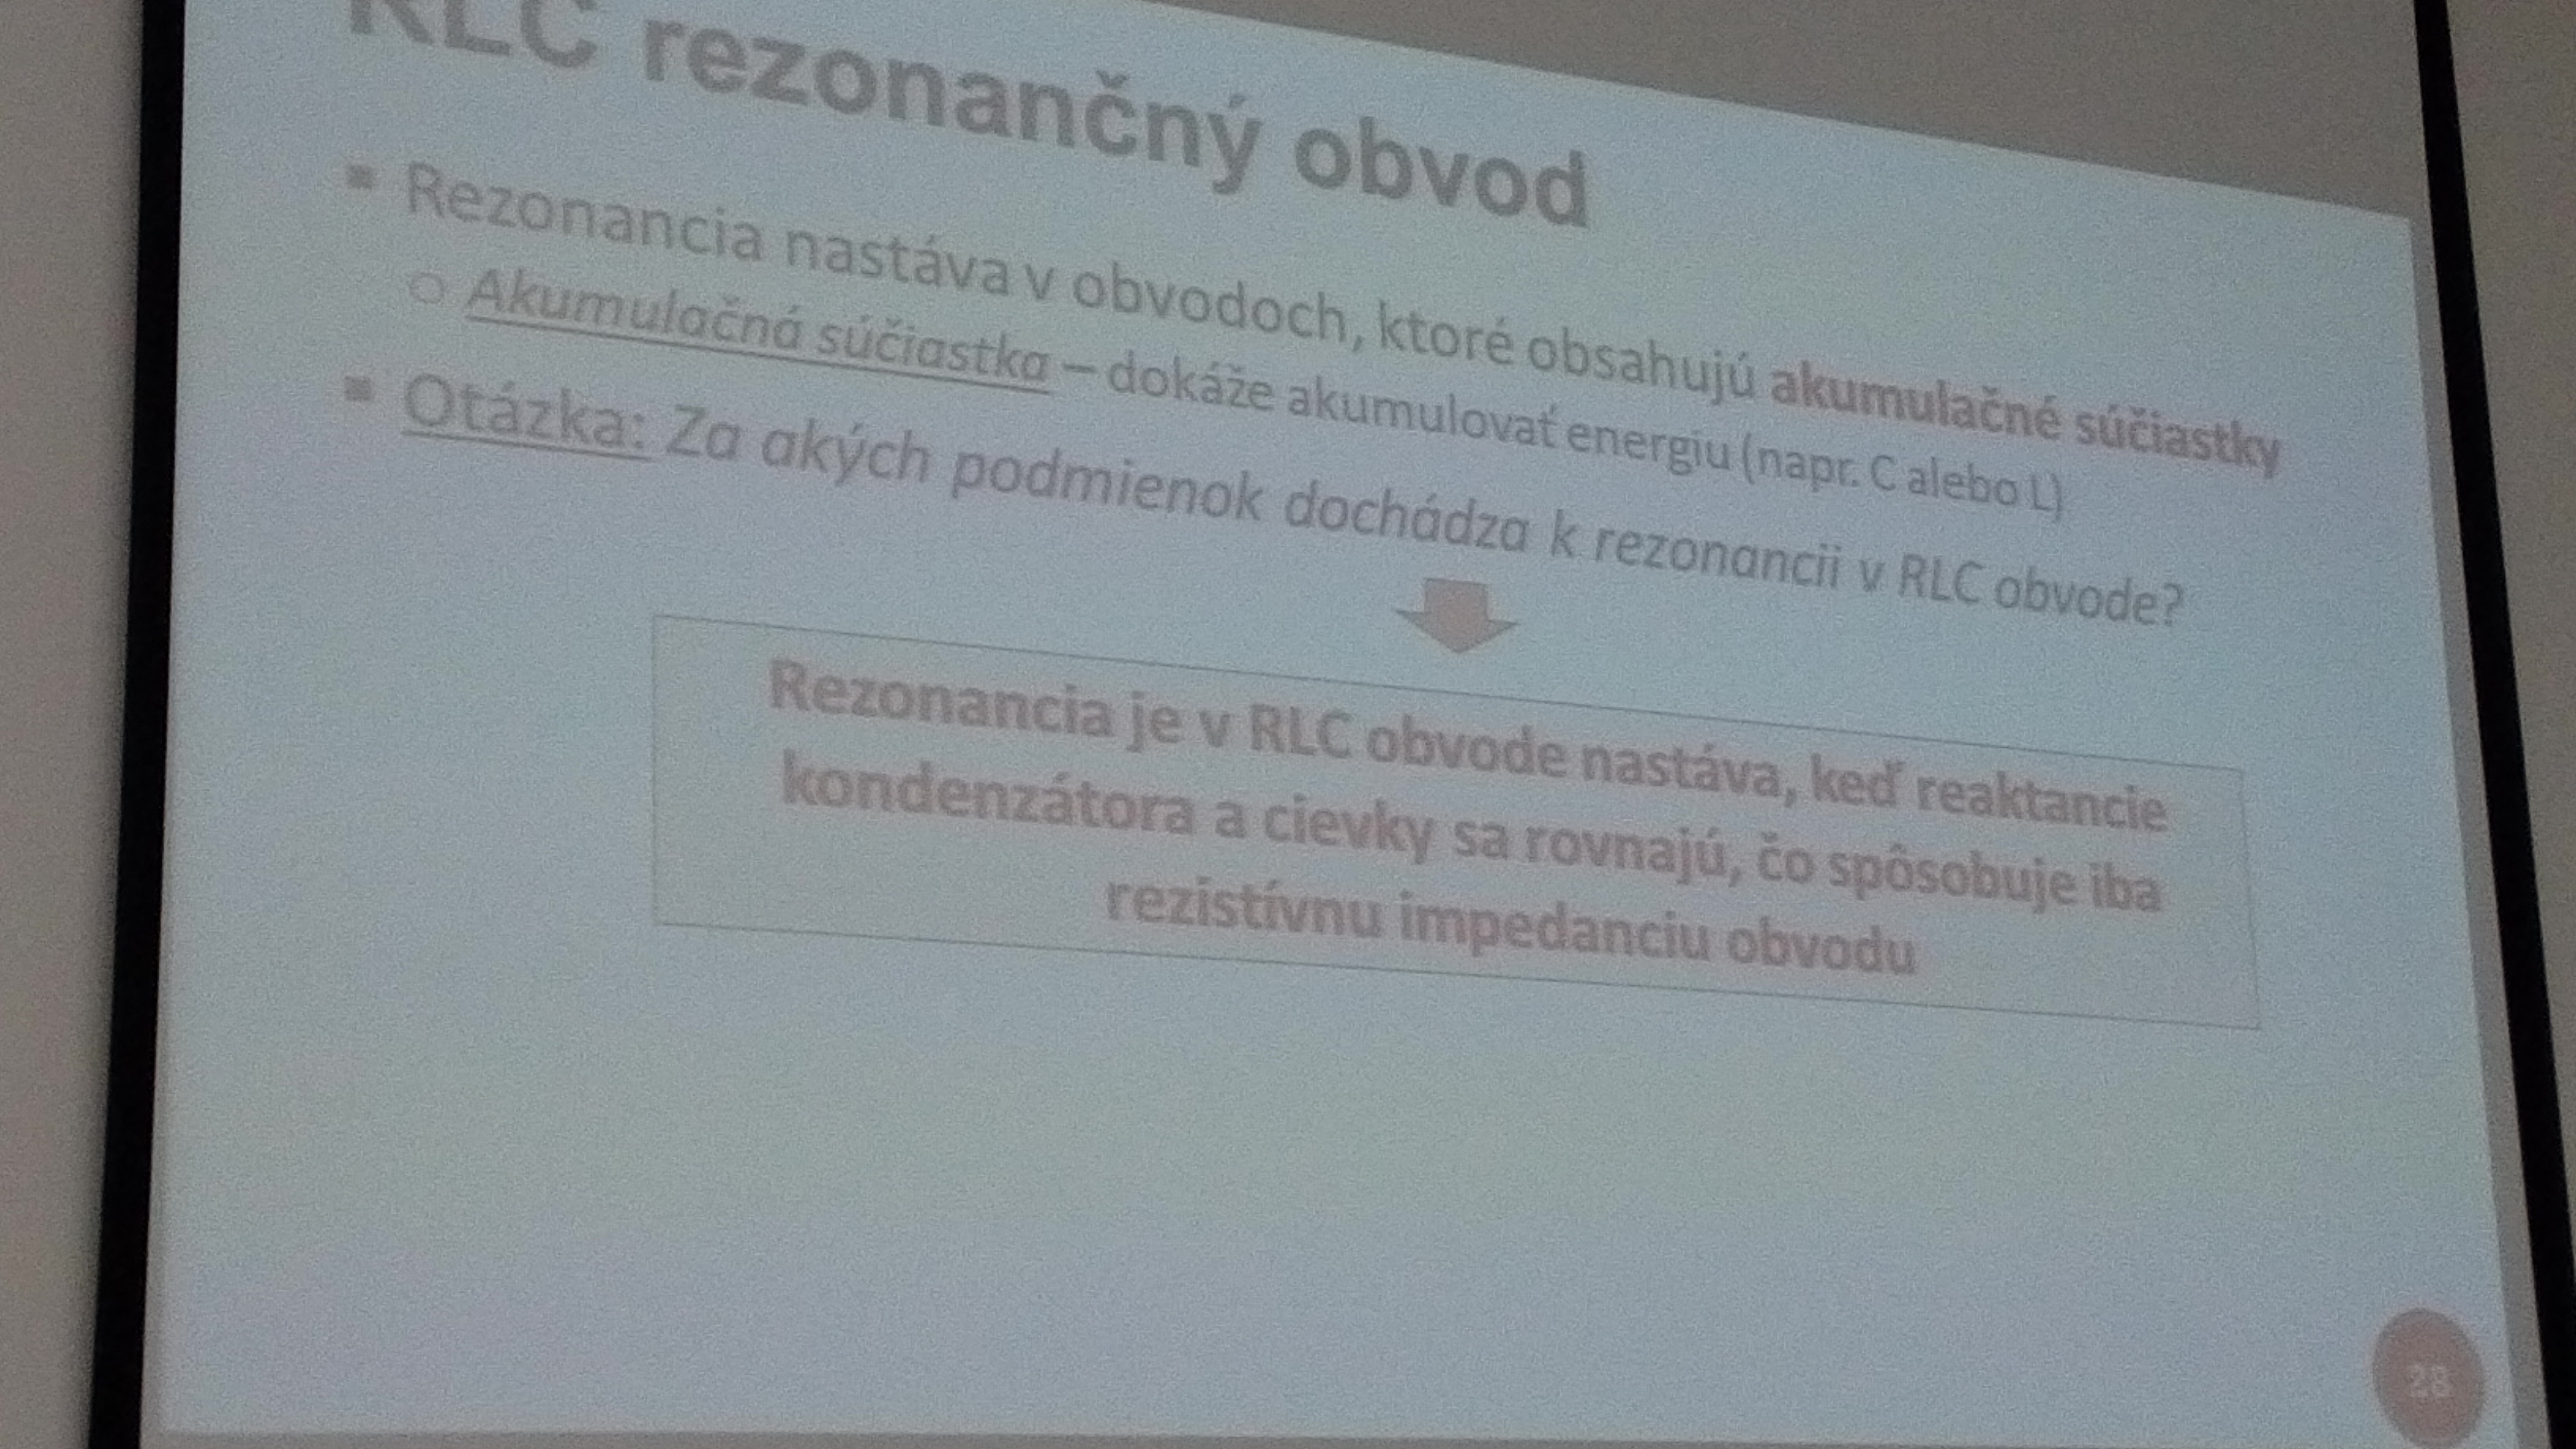 RLC rezonančný obvod
Rezonancia nastáva v obvodoch, ktoré obsahujú akumulačné súčiastky
Akumulačná súčiastka – dokáže akumulovať energiu (napr. C alebo L)
Otázka: Za akých podmienok dochádza k rezonancii v RLC obvode?
Rezonancia je v RLC obvode nastáva, keď reaktancie
kondenzátora a cievky sa rovnajú, čo spôsobuje iba
rezistívnu impedanciu obvodu
28